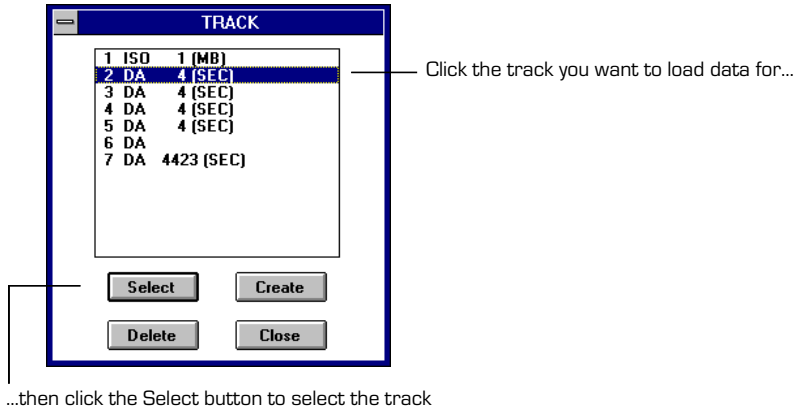 TRACK
1 ISO 1 (MB)
2 DA 4 (SEC)
3 DA 4 (SEC)
4 DA 4 (SEC)
5 DA 4 (SEC)
6 DA
7 DA 4423 (SEC)
Click the track you want to load data for...
Select Create
Delete Close
...then click the Select button to select the track